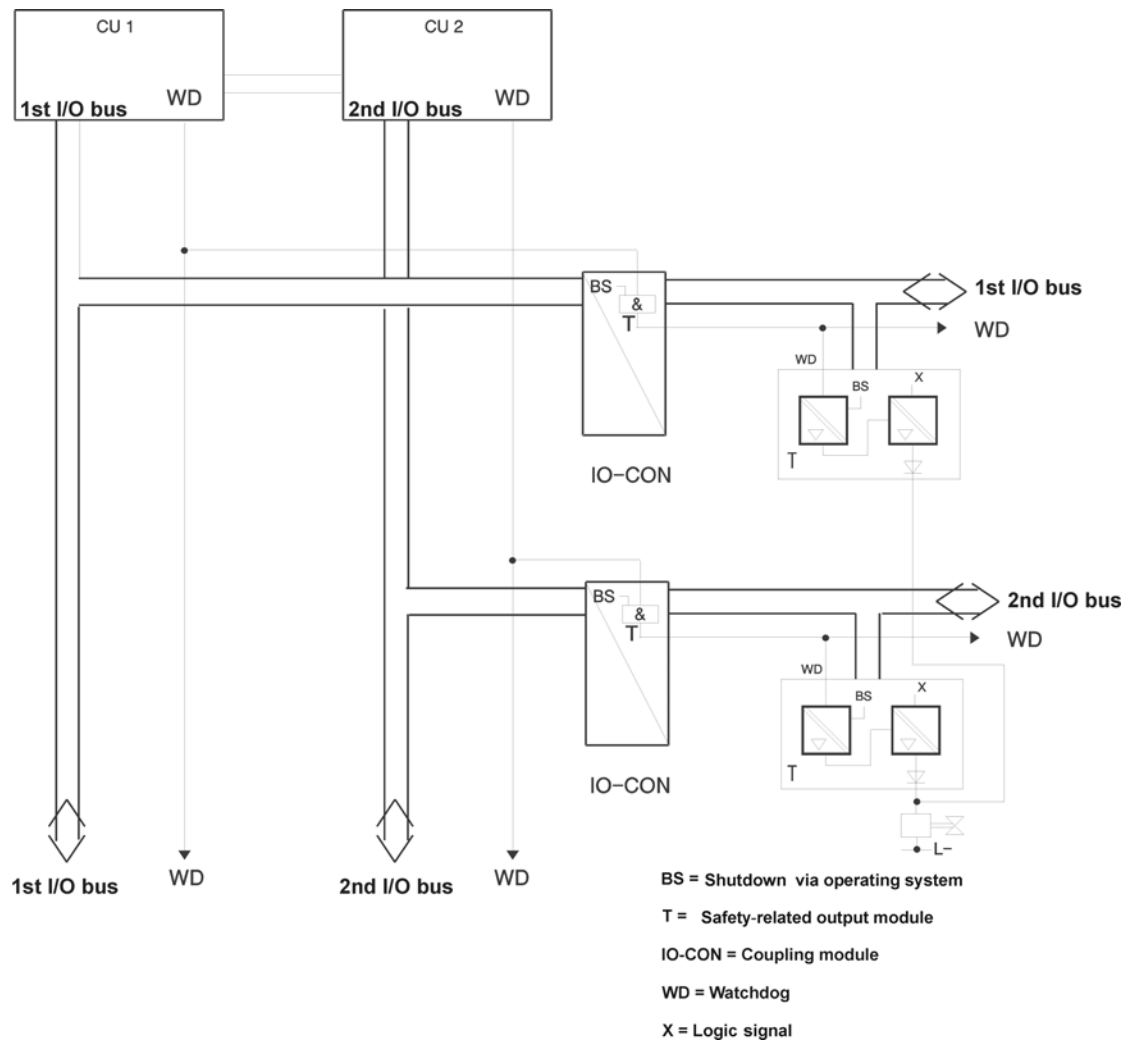 CU 1
CU 2
1st I/O bus
WD
2nd I/O bus
WD
BS
&
T
1st I/O bus
WD
WD
BS
X
T
IO-CON
BS
&
T
2nd I/O bus
WD
WD
BS
X
T
IO-CON
L-
1st I/O bus
WD
2nd I/O bus
WD
BS = Shutdown via operating system
T = Safety-related output module
IO-CON = Coupling module
WD = Watchdog
X = Logic signal